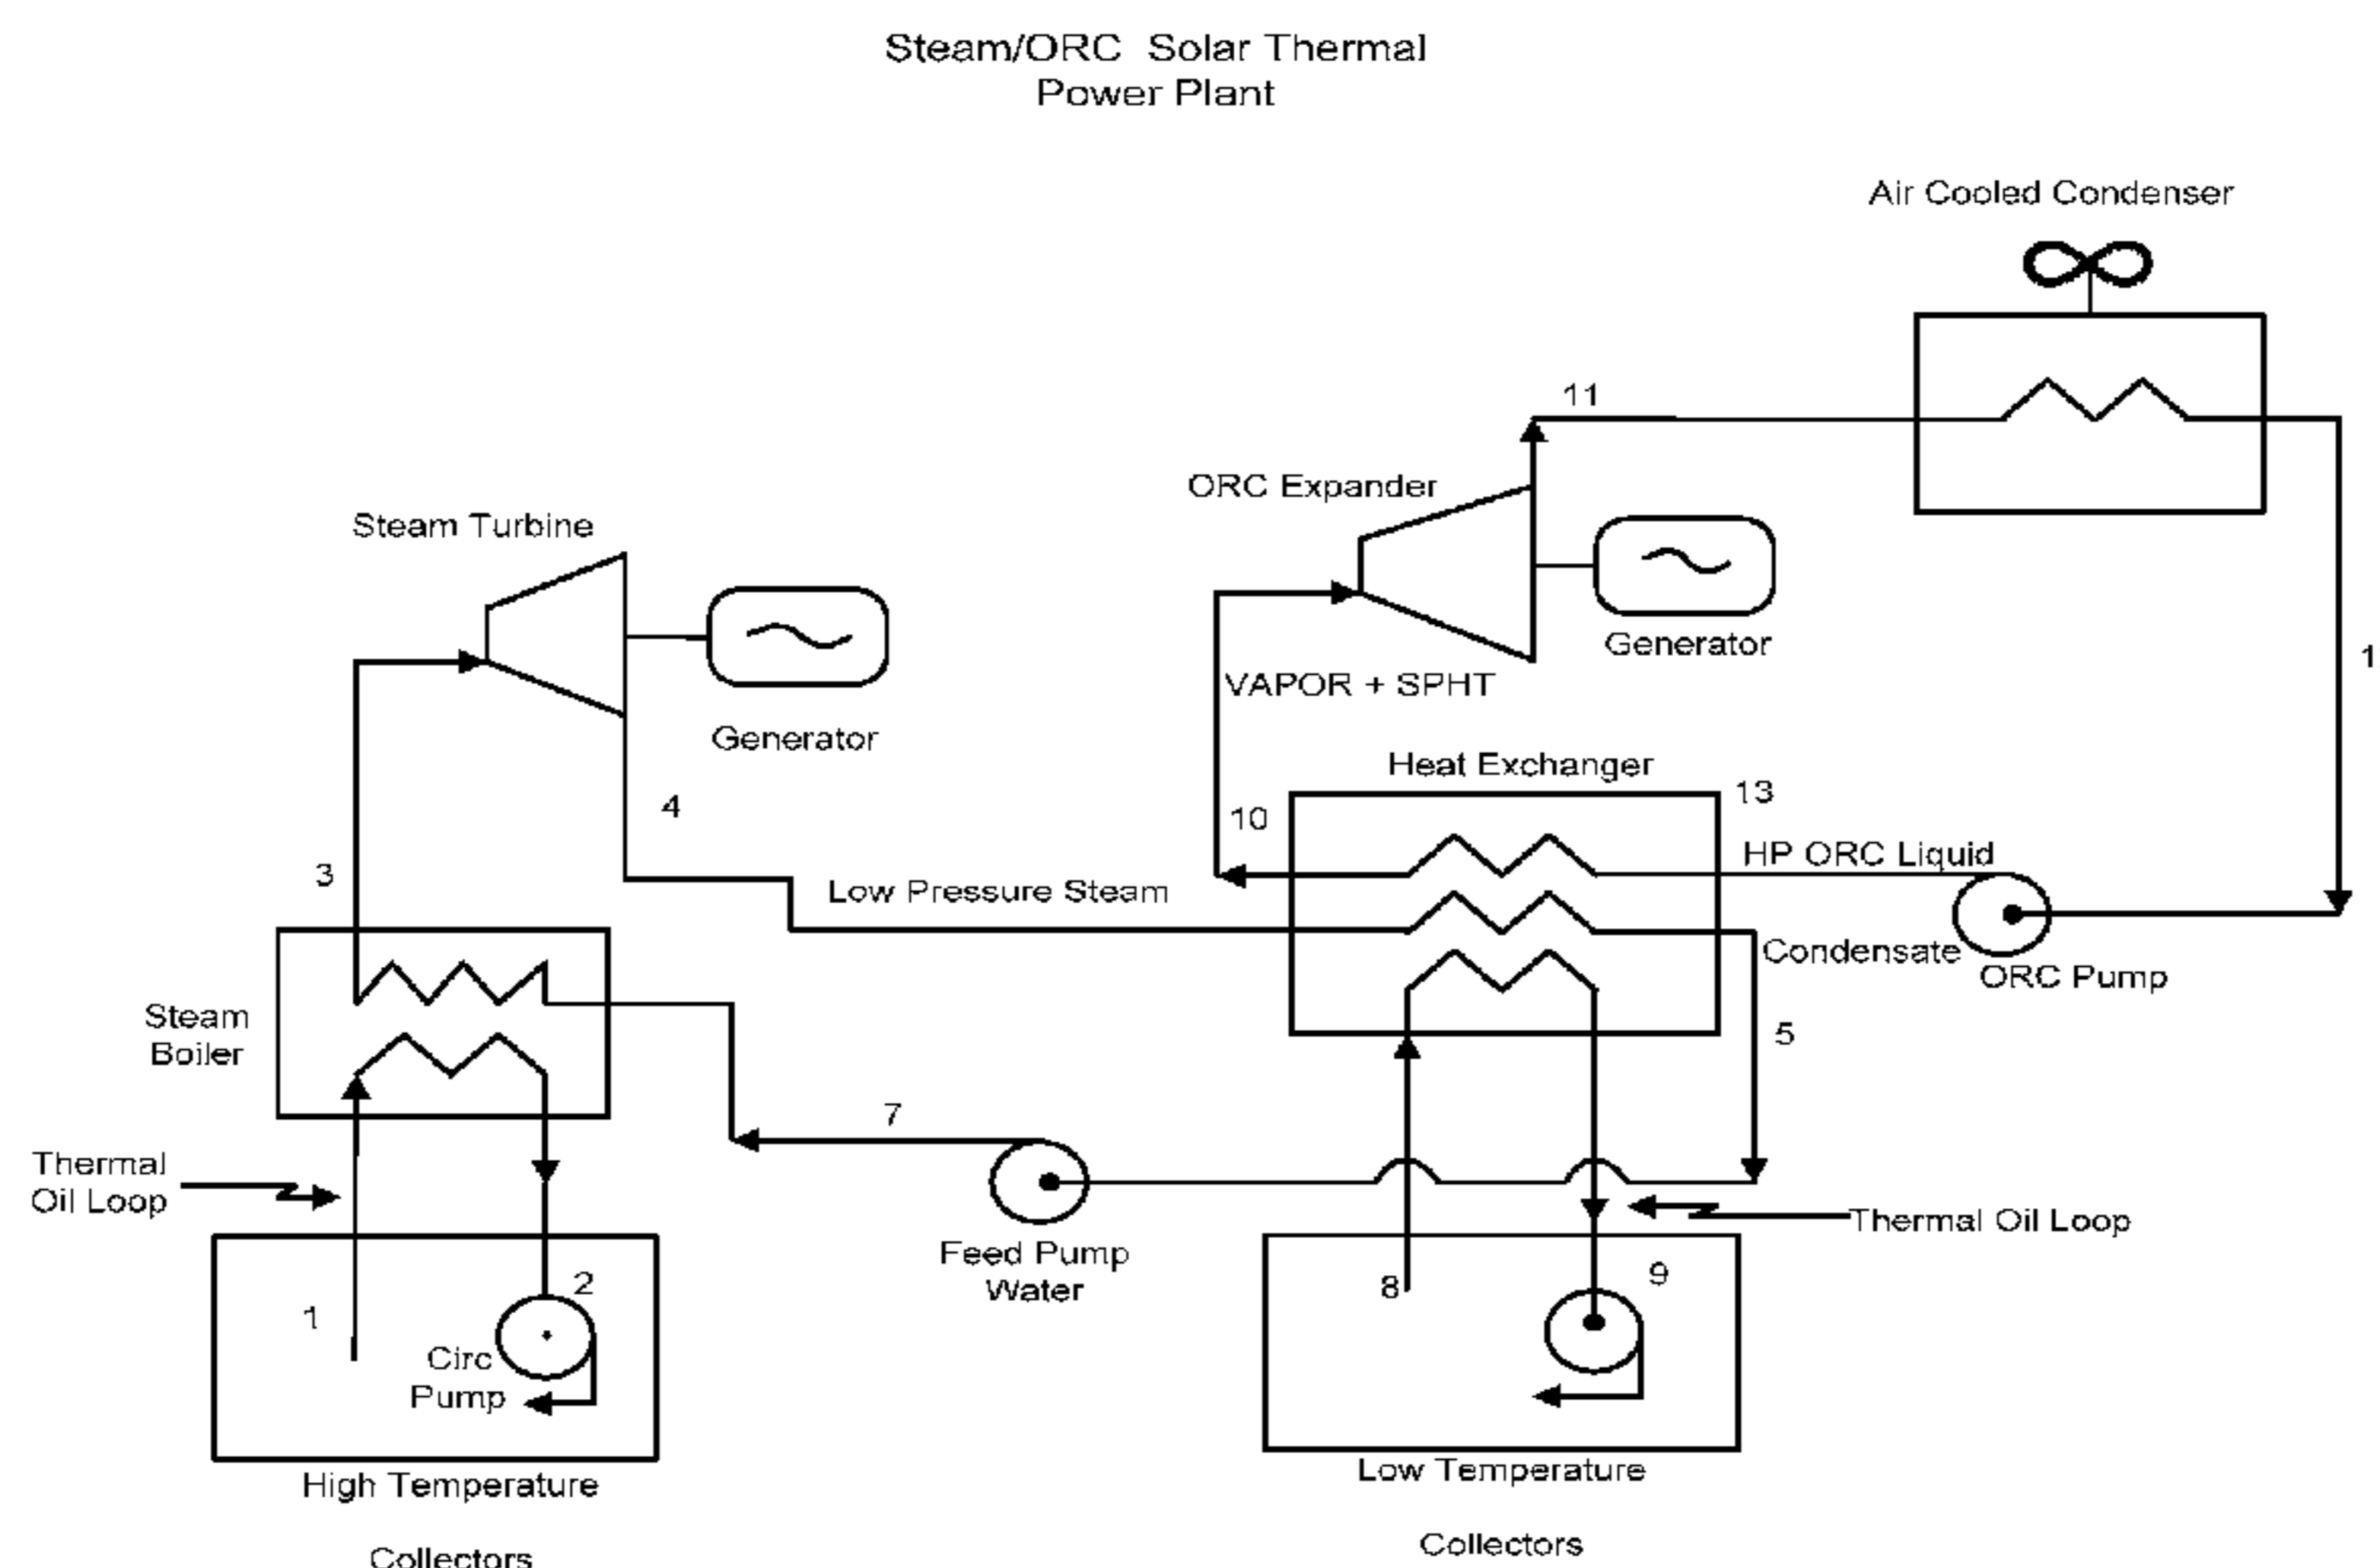 Steam/ORC Solar Thermal
Power Plant
Air Cooled Condenser
11
ORC Expander
Steam Turbine
Generator
1
VAPOR + SPHT
Generator
Heat Exchanger
13
4
10
HP ORC Liquid
3
Low Pressure Steam
Condensate
ORC Pump
Steam
Boiler
5
7
Thermal
Oil Loop
Thermal Oil Loop
Feed Pump
Water
2
9
8
1
Circ
Pump
Low Temperature
High Temperature
Collectors
Collectors